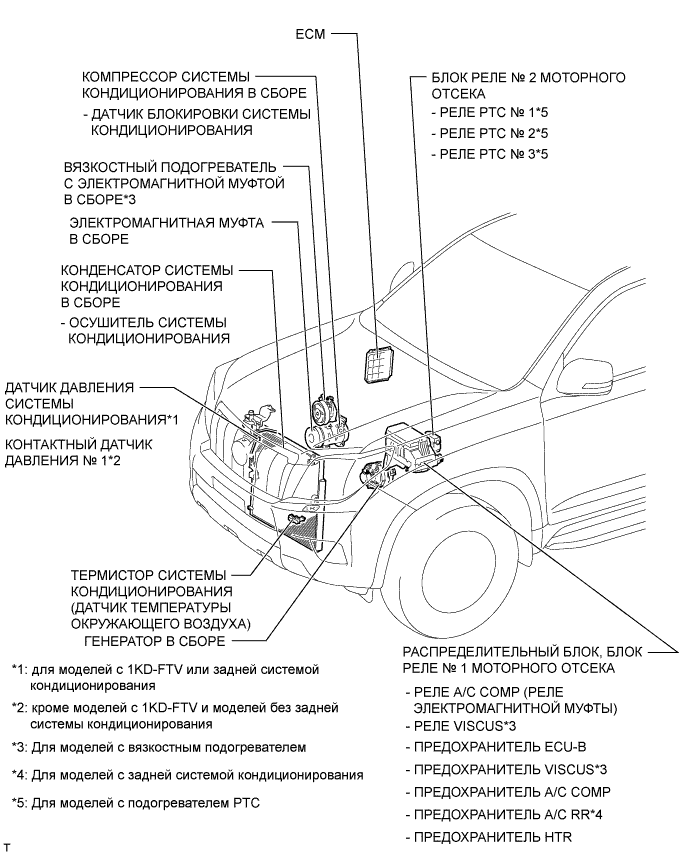 ECM
КОМПРЕССОР СИСТЕМЫ
КОНДИЦИОНИРОВАНИЯ В СБОРЕ
- ДАТЧИК БЛОКИРОВКИ СИСТЕМЫ
КОНДИЦИОНИРОВАНИЯ
БЛОК РЕЛЕ № 2 МОТОРНОГО
ОТСЕКА
- РЕЛЕ PTC № 1*5
- РЕЛЕ PTC № 2*5
- РЕЛЕ PTC № 3*5
ВЯЗКОСТНЫЙ ПОДОГРЕВАТЕЛЬ
С ЭЛЕКТРОМАГНИТНОЙ МУФТОЙ
В СБОРЕ*3
ЭЛЕКТРОМАГНИТНАЯ МУФТА
В СБОРЕ
КОНДЕНСАТОР СИСТЕМЫ
КОНДИЦИОНИРОВАНИЯ
В СБОРЕ
- ОСУШИТЕЛЬ СИСТЕМЫ
КОНДИЦИОНИРОВАНИЯ
ДАТЧИК ДАВЛЕНИЯ
СИСТЕМЫ
КОНДИЦИОНИРОВАНИЯ*1
КОНТАКТНЫЙ ДАТЧИК
ДАВЛЕНИЯ № 1*2
ТЕРМИСТОР СИСТЕМЫ
КОНДИЦИОНИРОВАНИЯ
(ДАТЧИК ТЕМПЕРАТУРЫ
ОКРУЖАЮЩЕГО ВОЗДУХА)
ГЕНЕРАТОР В СБОРЕ
РАСПРЕДЕЛИТЕЛЬНЫЙ БЛОК, БЛОК
РЕЛЕ № 1 МОТОРНОГО ОТСЕКА
- РЕЛЕ A/C COMP (РЕЛЕ
ЭЛЕКТРОМАГНИТНОЙ МУФТЫ)
- РЕЛЕ VISCUS*3
- ПРЕДОХРАНИТЕЛЬ ECU-B
- ПРЕДОХРАНИТЕЛЬ VISCUS*3
- ПРЕДОХРАНИТЕЛЬ A/C COMP
- ПРЕДОХРАНИТЕЛЬ A/C RR*4
- ПРЕДОХРАНИТЕЛЬ HTR
*1: для моделей с 1KD-FTV или задней системой
кондиционирования
*2: кроме моделей с 1KD-FTV и моделей без задней
системы кондиционирования
*3: Для моделей с вязкостным подогревателем
*4: Для моделей с задней системой кондиционирования
*5: Для моделей с подогревателем PTC
T